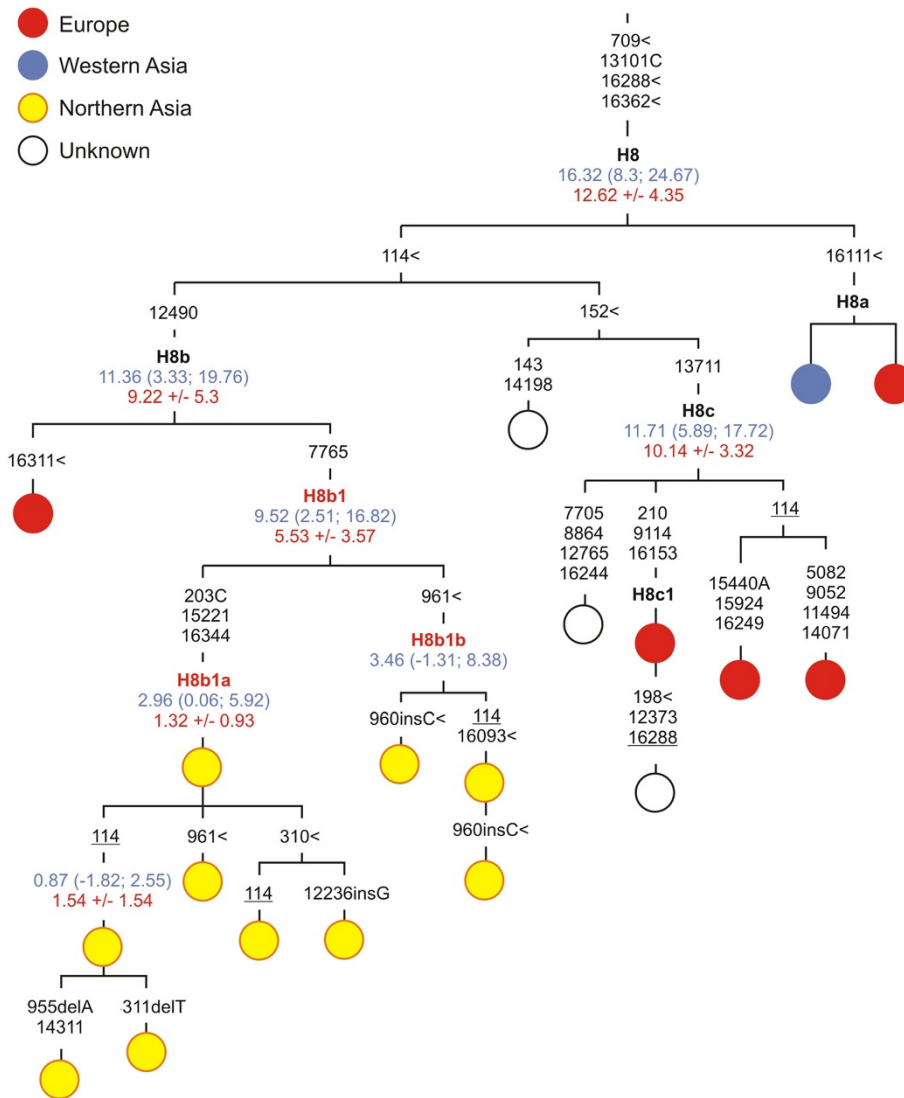 Europe
Western Asia
Northern Asia
Unknown
709<
13101C
16288<
16362<
H8
16.32 (8.3; 24.67)
12.62 +/- 4.35
114<
16111<
H8a
12490
H8b
11.36 (3.33; 19.76)
9.22 +/- 5.3
152<
143
14198
13711
H8c
11.71 (5.89; 17.72)
10.14 +/- 3.32
16311<
7765
H8b1
9.52 (2.51; 16.82)
5.53 +/- 3.57
7705
8864
12765
16244
210
9114
16153
H8c1
198<
12373
16288
114
15440A
15924
16249
5082
9052
11494
14071
203C
15221
16344
H8b1a
2.96 (0.06; 5.92)
1.32 +/- 0.93
961<
H8b1b
3.46 (-1.31; 8.38)
960insC<
114
16093<
960insC<
114
0.87 (-1.82; 2.55)
1.54 +/- 1.54
961<
310<
114
12236insG
955delA
14311
311delT